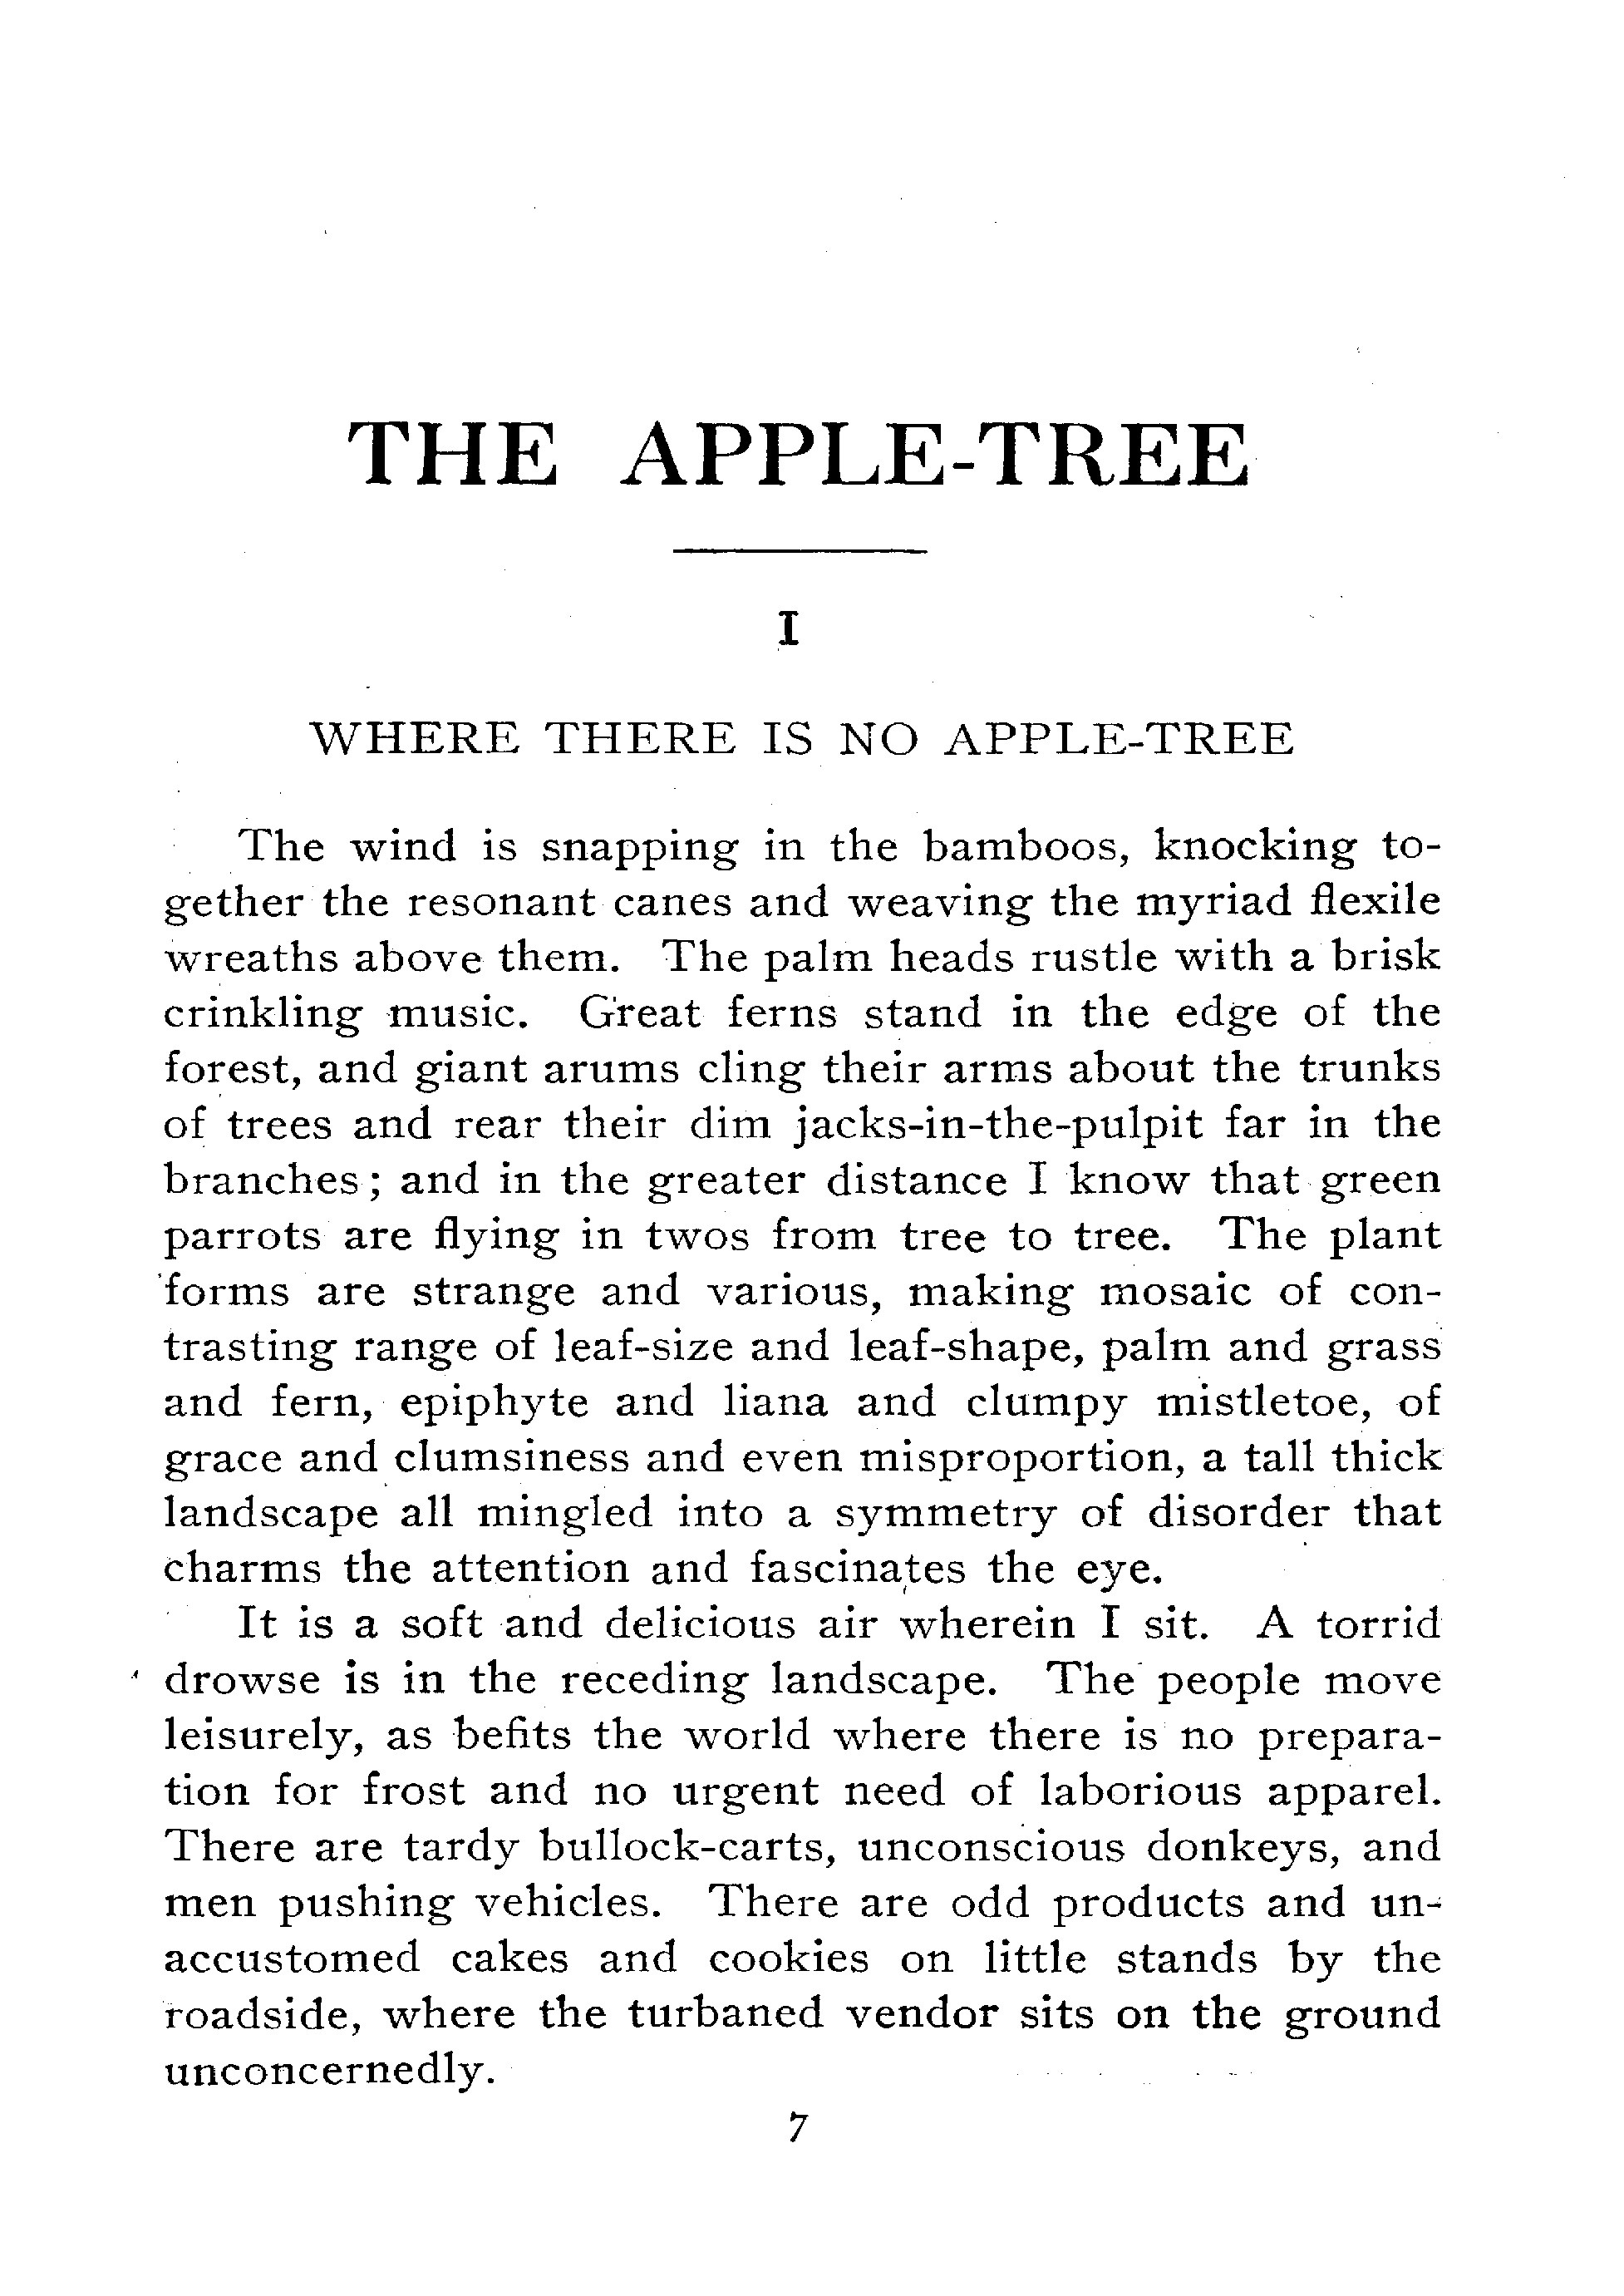 THE APPLE-TREE
I
WHERE THERE IS NO APPLE-TREE
The wind is snapping in the bamboos, knocking to-
gether the resonant canes and weaving the myriad flexile
wreaths above them. The palm heads rustle with a brisk
crinkling music. Great ferns stand in the edge of the
forest, and giant arums cling their arms about the trunks
of trees and rear their dim jacks-in-the-pulpit far in the
branches; and in the greater distance I know that green
parrots are flying in twos from tree to tree. The plant
forms are strange and various, making mosaic of con-
trasting range of leaf-size and leaf-shape, palm and grass
and fern, epiphyte and liana and clumpy mistletoe, of
grace and clumsiness and even misproportion, a tall thick
landscape all mingled into a symmetry of disorder that
charms the attention and fascinates the eye.
It is a soft and delicious air wherein I sit. A torrid
drowse is in the receding landscape. The people move
leisurely, as befits the world where there is no prepara-
tion for frost and no urgent need of laborious apparel.
There are tardy bullock-carts, unconscious donkeys, and
men pushing vehicles. There are odd products and un-
accustomed cakes and cookies on little stands by the
roadside, where the turbaned vendor sits on the ground
unconcernedly.
7